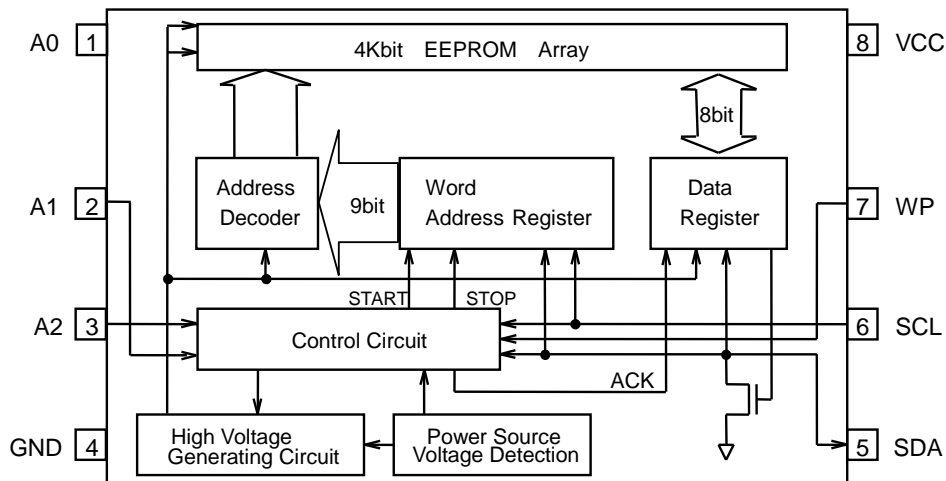 A0 1
4Kbit EEPROM Array
8 VCC
8bit
A1 2
Address
Decoder
9bit
Word
Address Register
Data
Register
7 WP
START
STOP
A2 3
Control Circuit
6 SCL
ACK
GND 4
High Voltage
Generating Circuit
Power Source
Voltage Detection
5 SDA